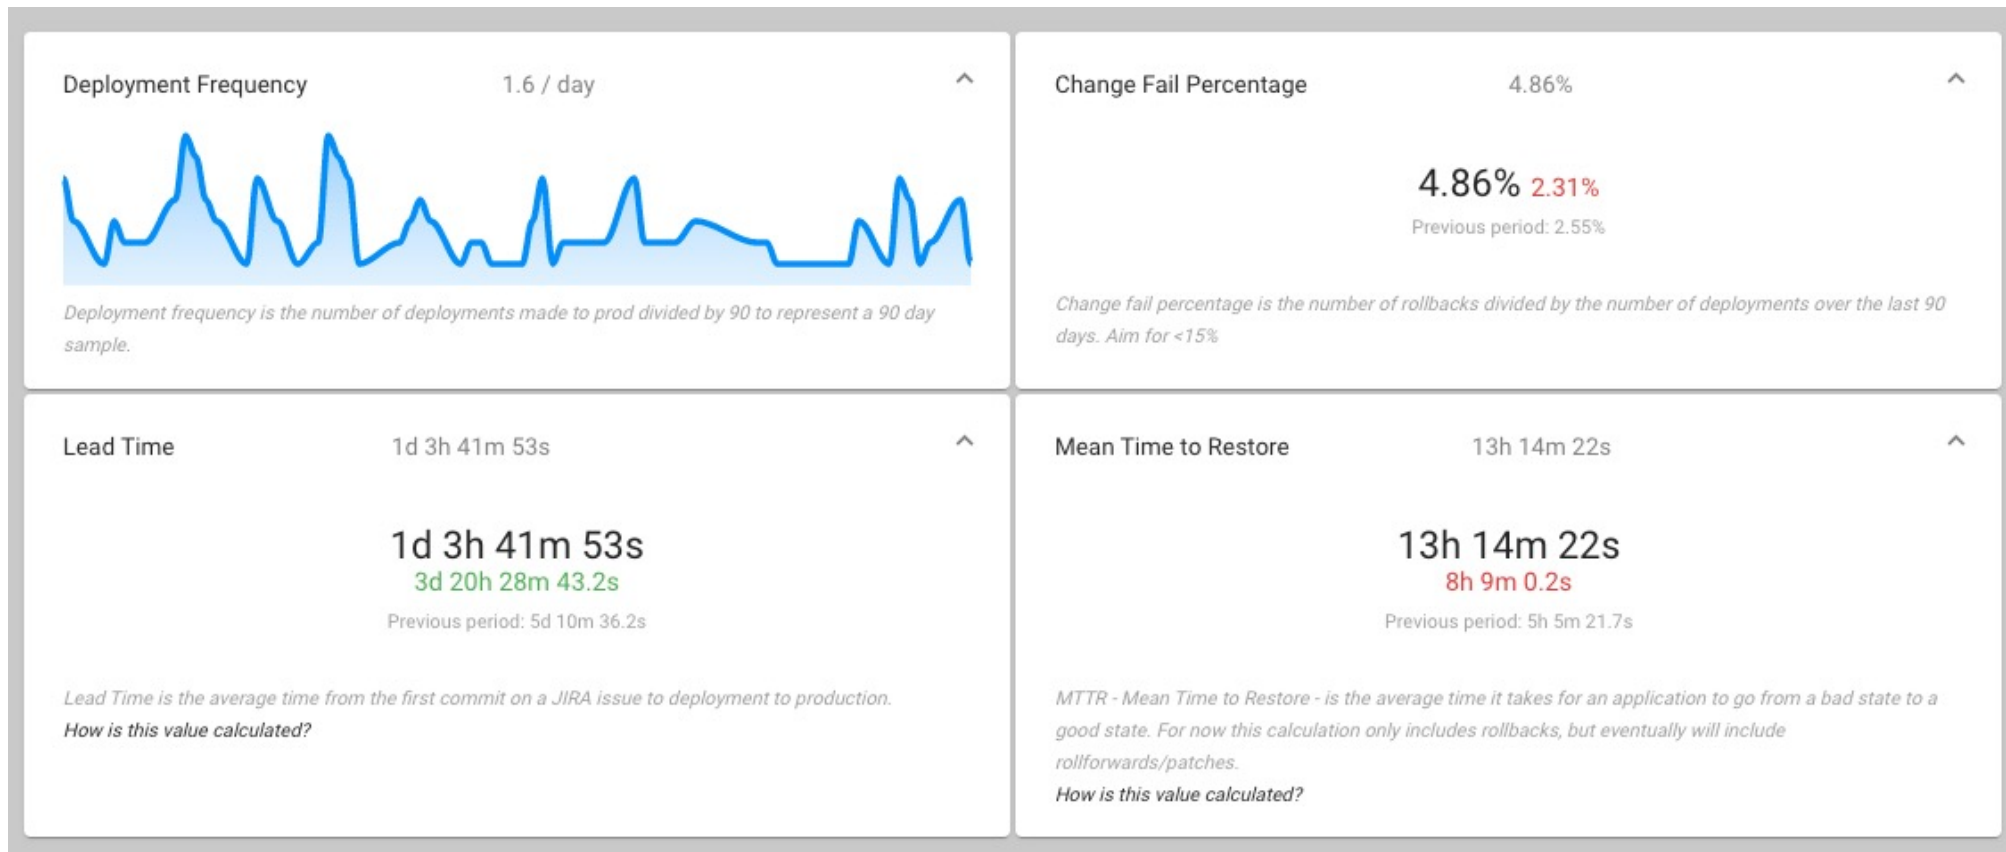 Deployment Frequency 1.6 / day
Deployment frequency is the number of deployments made to prod divided by 90 to represent a 90 day
sample.
Change Fail Percentage 4.86%
4.86% 2.31%
Previous period: 2.55%
Change fail percentage is the number of rollbacks divided by the number of deployments over the last 90
days. Aim for <15%
Lead Time 1d 3h 41m 53s
1d 3h 41m 53s
3d 20h 28m 43.2s
Previous period: 5d 10m 36.2s
Lead Time is the average time from the first commit on a JIRA issue to deployment to production.
How is this value calculated?
Mean Time to Restore 13h 14m 22s
13h 14m 22s
8h 9m 0.2s
Previous period: 5h 5m 21.7s
MTTR - Mean Time to Restore - is the average time it takes for an application to go from a bad state to a
good state. For now this calculation only includes rollbacks, but eventually will include
rollforwards/patches.
How is this value calculated?